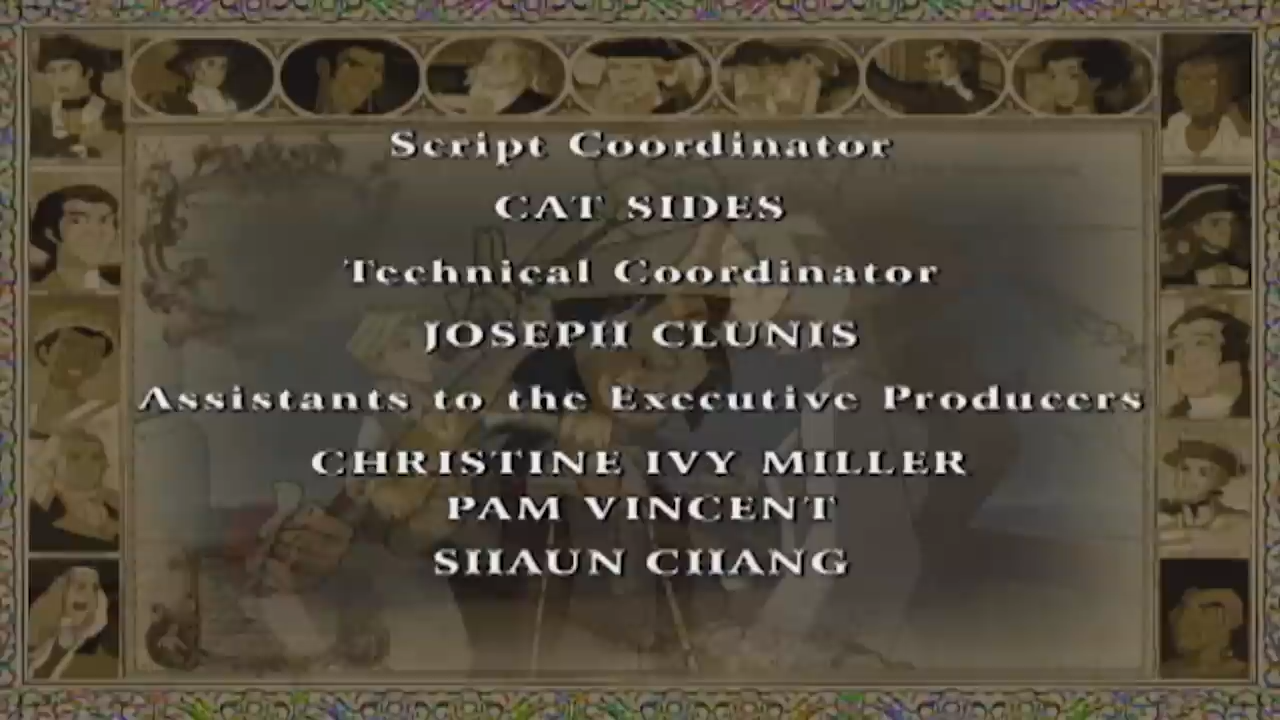 Script Coordinator
CAT SIDES
Technical Coordinator
JOSEPH CLUNIS
Assistants to the Executive Producers
CHRISTINE IVY MILLER
PAM VINCENT
SHAUN CHANG